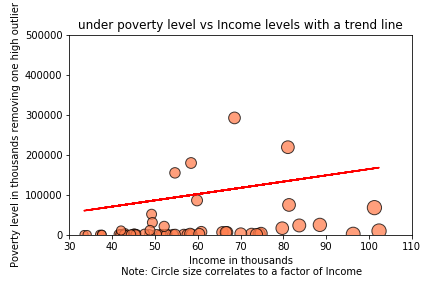 under poverty level vs Income levels with a trend line
Poverty level in thousands removing one high outlier
500000
400000
300000
200000
100000
0
30 40 50 60 70 80 90 100 110
Income in thousands
Note: Circle size correlates to a factor of Income